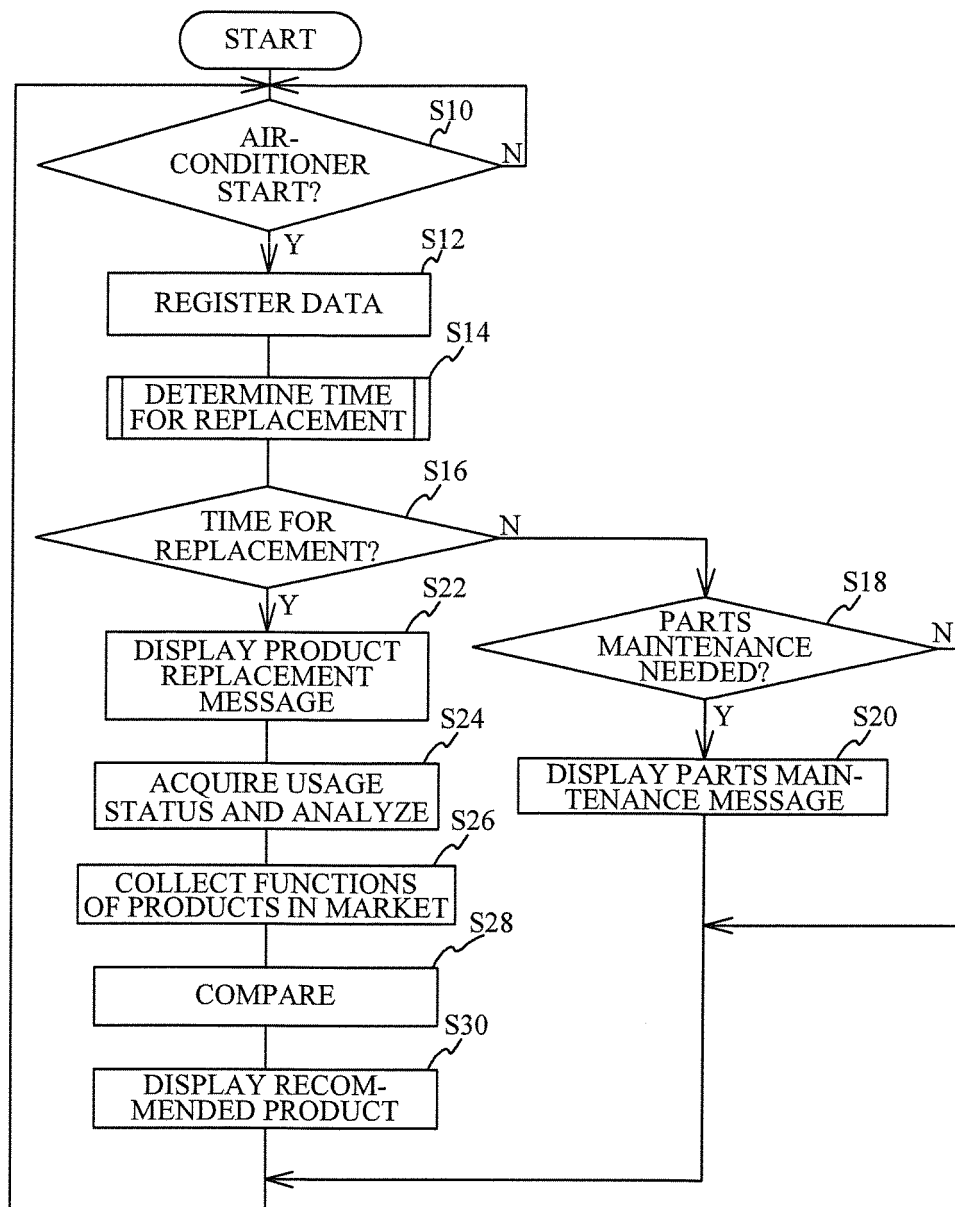 START
S10
AIR-
CONDITIONER
START?
N
Y
S12
REGISTER DATA
S14
DETERMINE TIME
FOR REPLACEMENT
S16
TIME FOR
REPLACEMENT?
N
Y
S22
DISPLAY PRODUCT
REPLACEMENT
MESSAGE
S18
PARTS
MAINTENANCE
NEEDED?
N
Y
S20
DISPLAY PARTS MAIN-
TENANCE MESSAGE
S24
ACQUIRE USAGE
STATUS AND ANALYZE
S26
COLLECT FUNCTIONS
OF PRODUCTS IN MARKET
S28
COMPARE
S30
DISPLAY RECOM-
MENDED PRODUCT